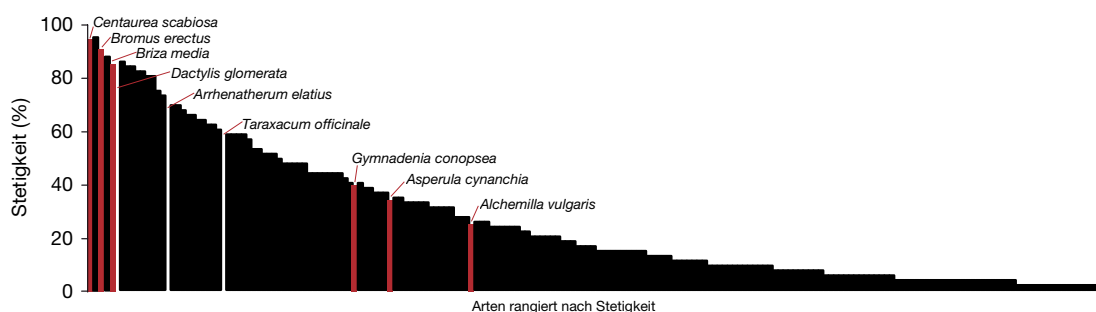 100
Centaurea scabiosa
Bromus erectus
Briza media
80
Dactylis glomerata
Arrhenatherum elatius
60
Taraxacum officinale
Gymnadenia conopsea
40
Asperula cynanchia
Alchemilla vulgaris
20
0
Stetigkeit (%)
Arten rangiert nach Stetigkeit